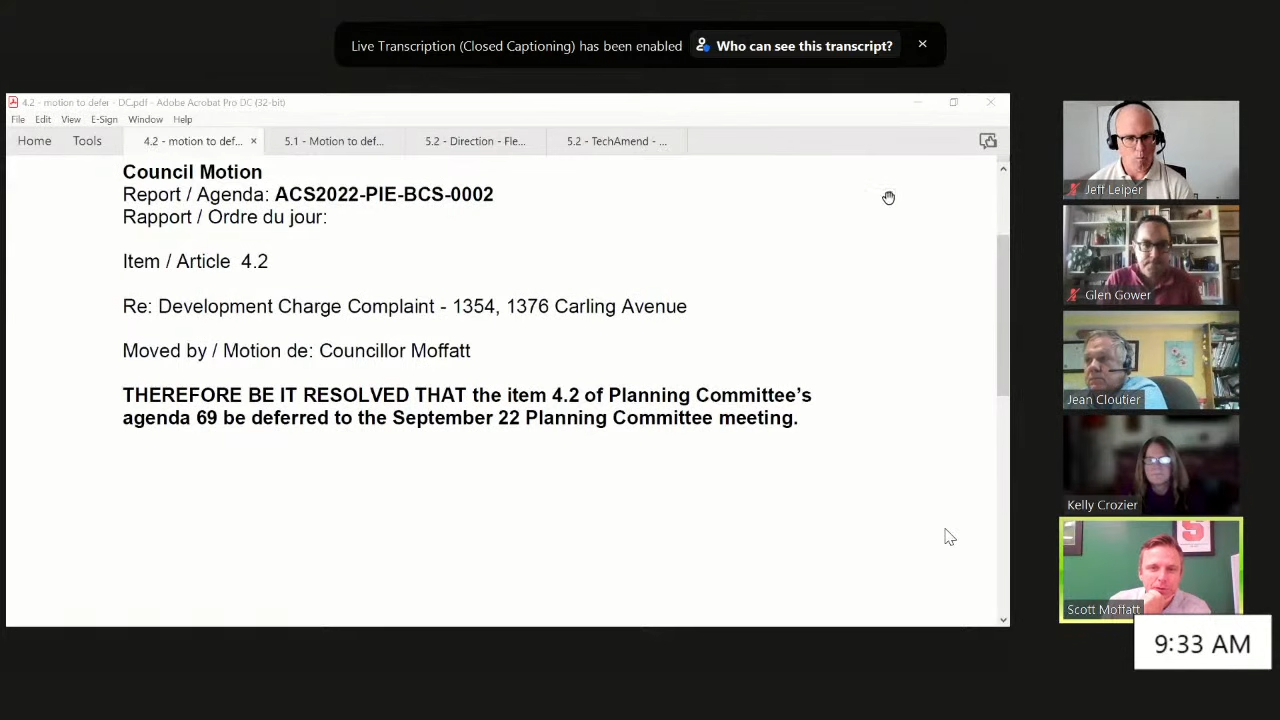 Live Transcription (Closed Captioning) has been enabled Who can see this transcript?
4.2 - motion to defer - DC.pdf - Adobe Acrobat Pro DC (32-bit)
File Edit View E-Sign Window Help
Home Tools 4.2 - motion to def... × 5.1 - Motion to def... 5.2 - Direction - Fle... 5.2 - TechAmend - ...
Council Motion
Report / Agenda: ACS2022-PIE-BCS-0002
Rapport / Ordre du jour:
Item / Article 4.2
Re: Development Charge Complaint - 1354, 1376 Carling Avenue
Moved by / Motion de: Councillor Moffatt
THEREFORE BE IT RESOLVED THAT the item 4.2 of Planning Committee's
agenda 69 be deferred to the September 22 Planning Committee meeting.
Jeff Leiper
Glen Gower
Jean Cloutier
Kelly Crozier
S
Scott Moffatt
9:33 AM